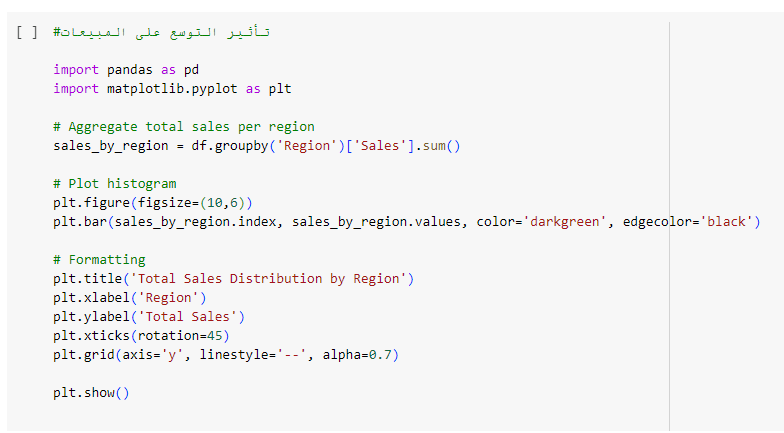 [ ] #تأثير التوسع على المبيعات
import pandas as pd
import matplotlib.pyplot as plt
# Aggregate total sales per region
sales_by_region = df.groupby('Region')['Sales'].sum()
# Plot histogram
plt.figure(figsize=(10,6))
plt.bar(sales_by_region.index, sales_by_region.values, color='darkgreen', edgecolor='black')
# Formatting
plt.title('Total Sales Distribution by Region')
plt.xlabel('Region')
plt.ylabel('Total Sales')
plt.xticks(rotation=45)
plt.grid(axis='y', linestyle='--', alpha=0.7)
plt.show()